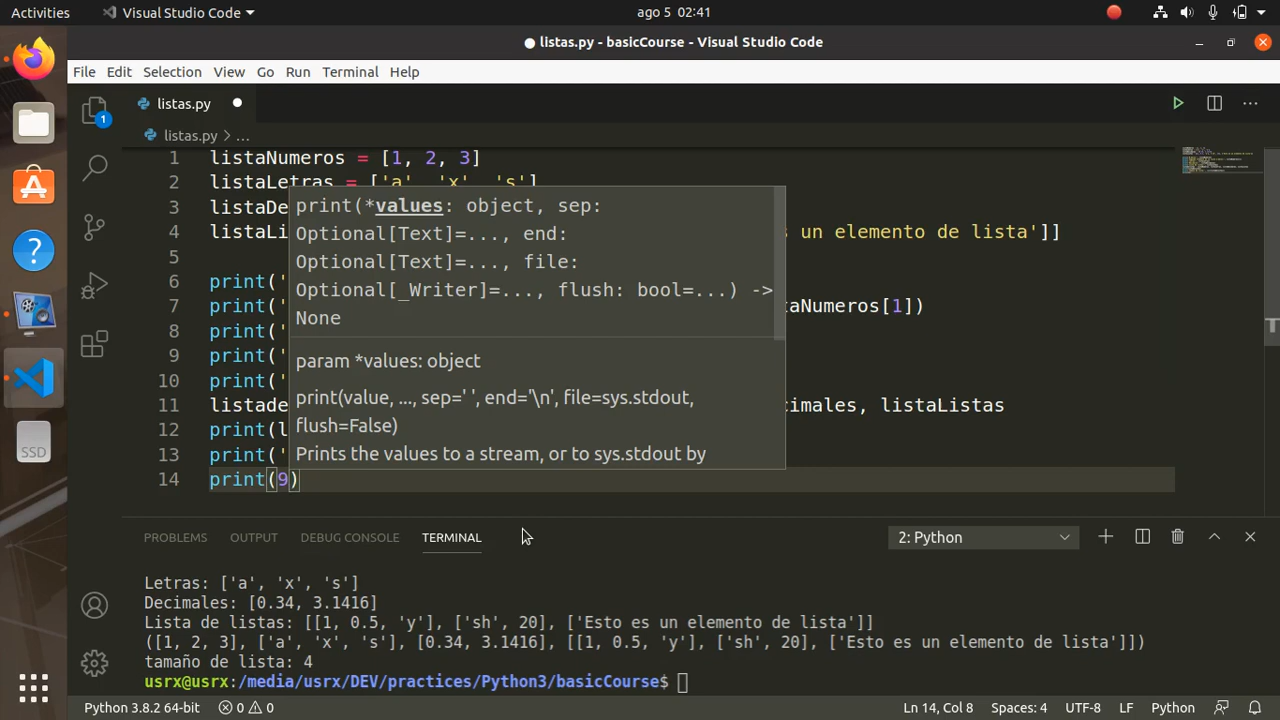 Activities Visual Studio Code ago 5 02:41
listas.py - basicCourse - Visual Studio Code
File Edit Selection View Go Run Terminal Help
listas.py
listas.py > ...
1 listaNumeros = [1, 2, 3]
2 listaLetras = ['a', 'x', 's']
3 listaDe
4 listaLi s un elemento de lista']]
5
6 print('
7 print(' taNumeros[1])
8 print('
9 print('
10 print('
11 listade cimales, listaListas
12 print(l
13 print('
14 print(9)
print(*values: object, sep:
Optional[Text]=..., end:
Optional[Text]=..., file:
Optional[_Writer]=..., flush: bool=...) ->
None
param *values: object
print(value, ..., sep=' ', end='\n', file=sys.stdout,
flush=False)
Prints the values to a stream, or to sys.stdout by
1
SSD
PROBLEMS OUTPUT DEBUG CONSOLE TERMINAL 2: Python
Letras: ['a', 'x', 's']
Decimales: [0.34, 3.1416]
Lista de listas: [[1, 0.5, 'y'], ['sh', 20], ['Esto es un elemento de lista']]
([1, 2, 3], ['a', 'x', 's'], [0.34, 3.1416], [[1, 0.5, 'y'], ['sh', 20], ['Esto es un elemento de lista']])
tamaño de lista: 4
usrx@usrx:/media/usrx/DEV/practices/Python3/basicCourse$
Python 3.8.2 64-bit 0 0 Ln 14, Col 8 Spaces: 4 UTF-8 LF Python